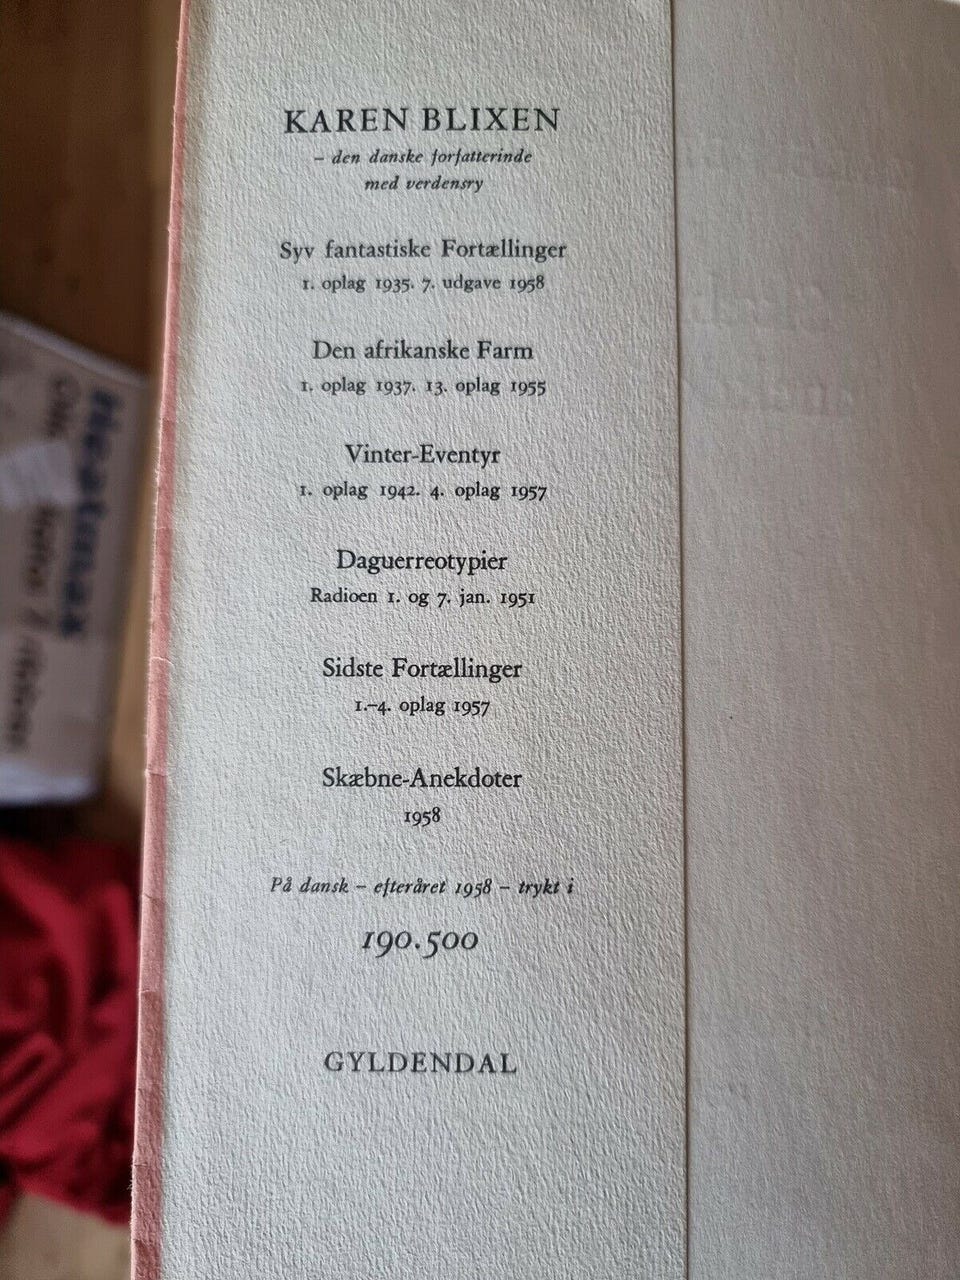 KAREN BLIXEN
– den danske forfatterinde
med verdensry
Syv fantastiske Fortællinger
1. oplag 1935. 7. udgave 1958
Den afrikanske Farm
1. oplag 1937. 13. oplag 1955
Vinter-Eventyr
1. oplag 1942. 4. oplag 1957
Daguerreotypier
Radioen 1. og 7. jan. 1951
Sidste Fortællinger
1.–4. oplag 1957
Skæbne-Anekdoter
1958
På dansk – efteråret 1958 – trykt i
190.500
GYLDENDAL